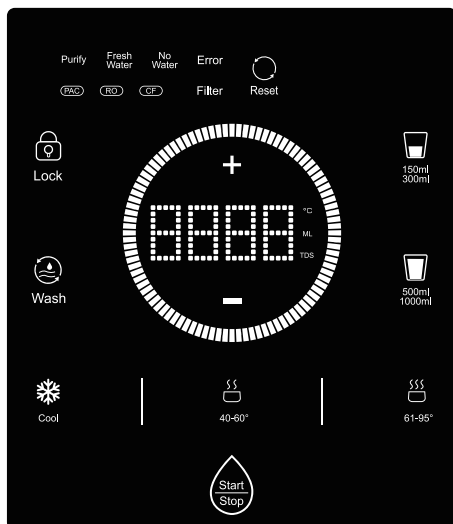 Purify
Fresh
Water
No
Water
Error
PAC
RO
CF
Filter
Reset
Lock
150ml
300ml
+
8888
°C
ML
TDS
-
Wash
500ml
1000ml
Cool
40-60°
61-95°
Start
Stop